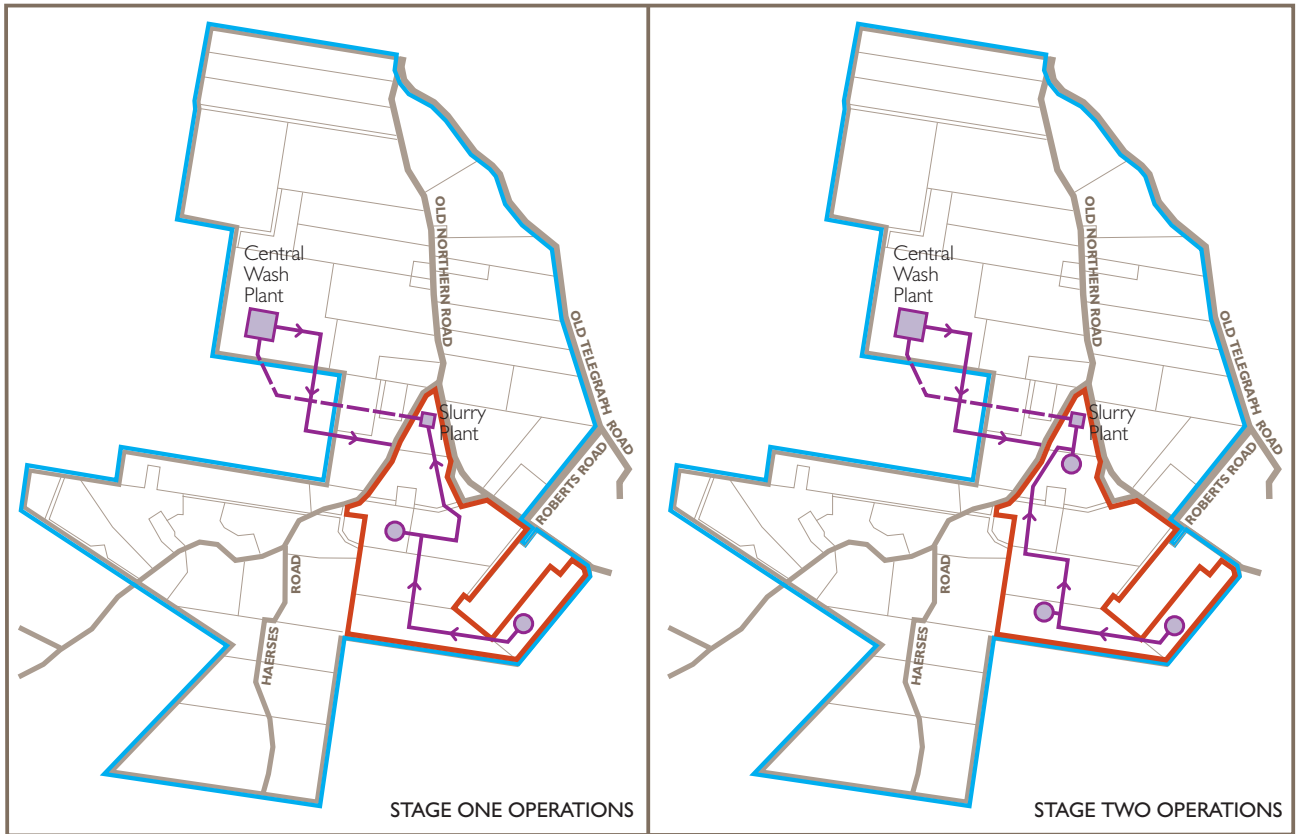 OLD NORTHERN ROAD
Central
Wash
Plant
OLD TELEGRAPH ROAD
Slurry
Plant
ROBERTS ROAD
HAERSES
ROAD
STAGE ONE OPERATIONS
OLD NORTHERN ROAD
Central
Wash
Plant
OLD TELEGRAPH ROAD
Slurry
Plant
ROBERTS ROAD
HAERSES
ROAD
STAGE TWO OPERATIONS